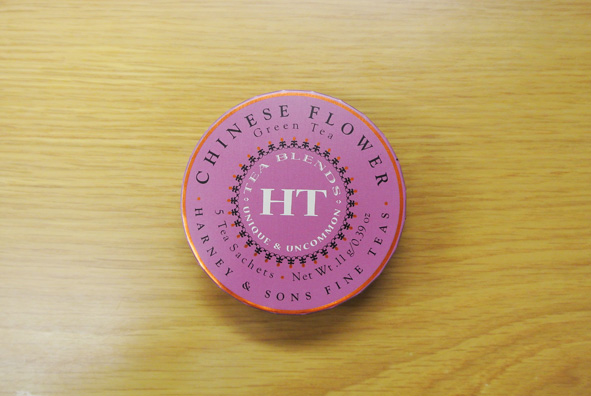 CHINESE FLOWER
Green Tea
TEA BLENDS
HT
UNIQUE & UNCOMMON
5 Tea Sachets • Net Wt. 11 g/0.39 oz
• HARNEY & SONS FINE TEAS •